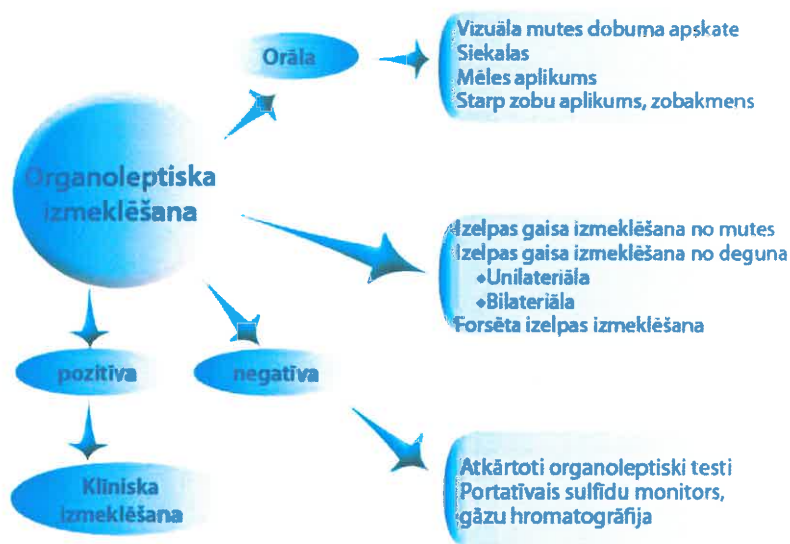 Orāla
Vizuāla mutes dobuma apskate
Siekalas
Mēles aplikums
Starp zobu aplikums, zobakmens
Organoleptiska
izmeklēšana
Izelpas gaisa izmeklēšana no mutes
Izelpas gaisa izmeklēšana no deguna
◆Unilateriāla
◆Bilateriāla
Forsēta izelpas izmeklēšana
pozitīva
negatīva
Klīniska
izmeklēšana
Atkārtoti organoleptiski testi
Portatīvais sulfīdu monitors,
gāzu hromatogrāfija